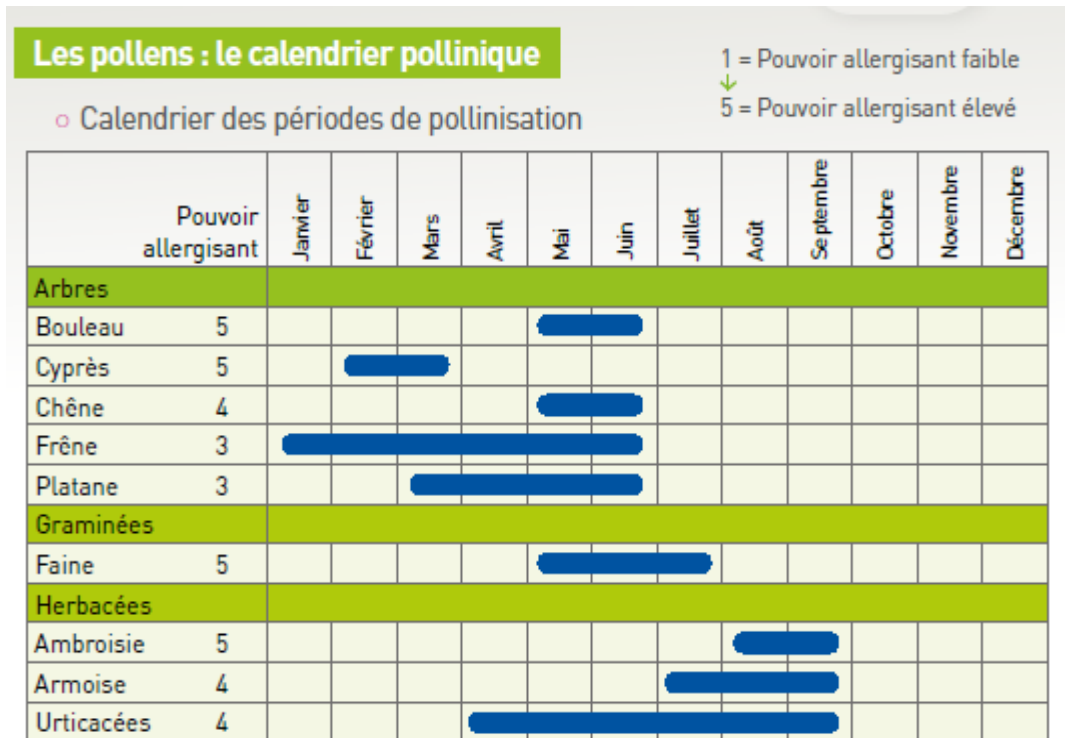 Les pollens : le calendrier pollinique
1 = Pouvoir allergisant faible
5 = Pouvoir allergisant élevé
Calendrier des périodes de pollinisation
Pouvoir allergisant Janvier Février Mars Avril Mai Juin Juillet Août Septembre Octobre Novembre Décembre
Arbres
Bouleau 5
Cyprès 5
Chêne 4
Frêne 3
Platane 3
Graminées
Faine 5
Herbacées
Ambroisie 5
Armoise 4
Urticacées 4